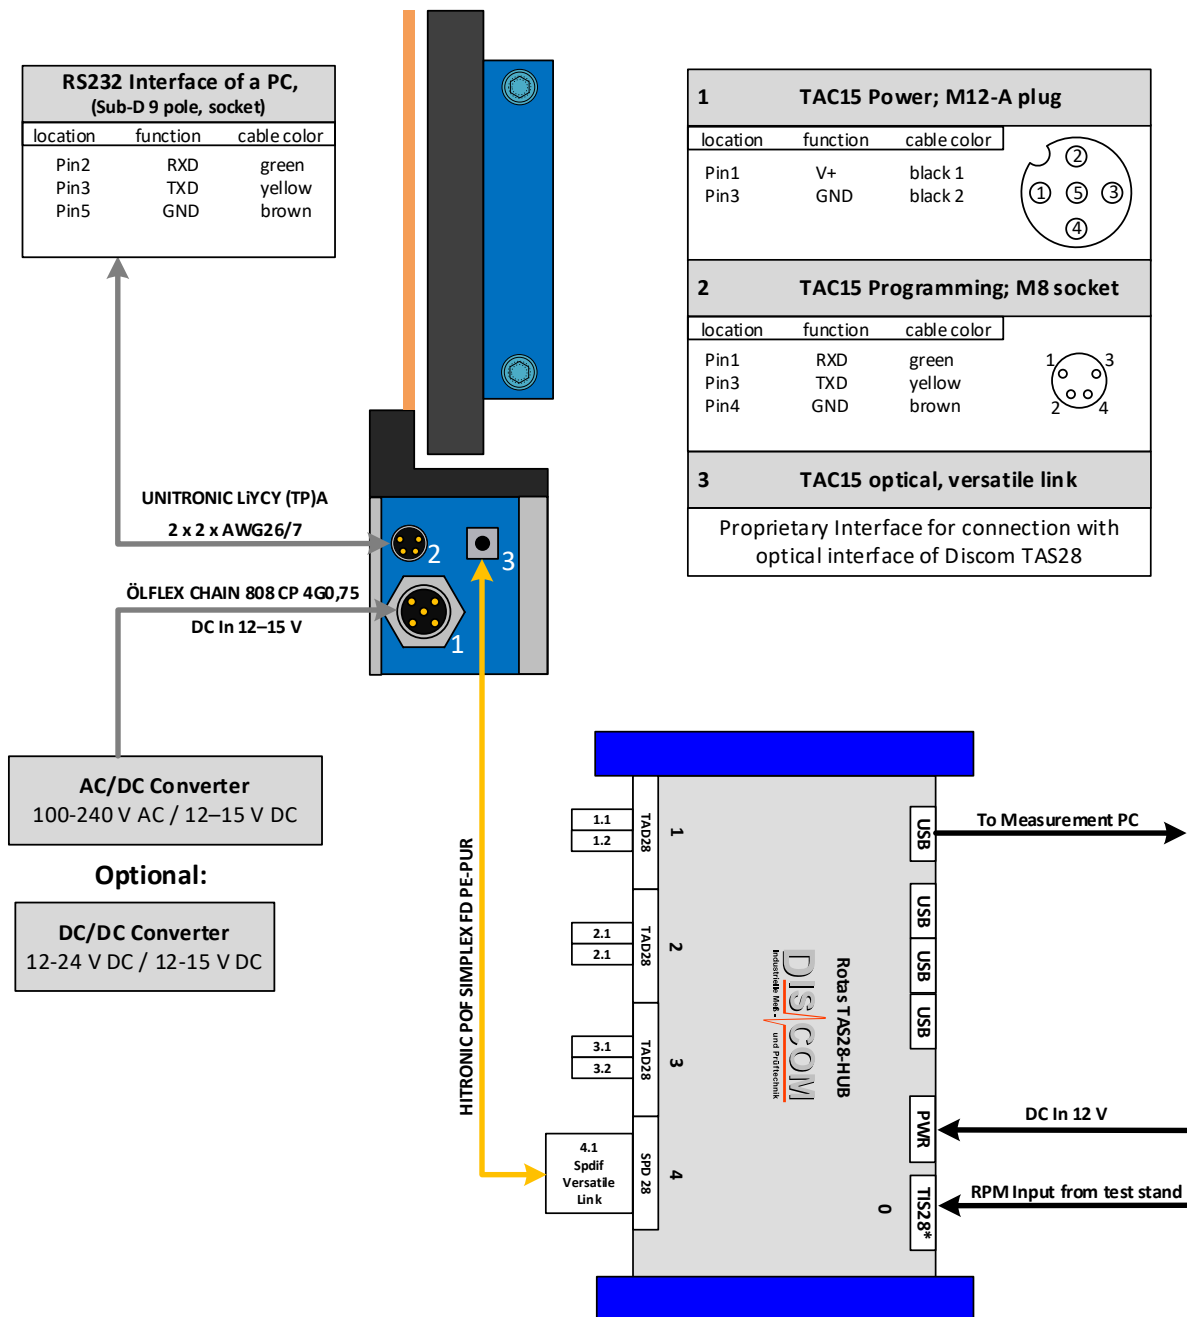 RS232 Interface of a PC,
(Sub-D 9 pole, socket)
location function cable color
Pin2 RXD green
Pin3 TXD yellow
Pin5 GND brown
1 TAC15 Power; M12-A plug
location function cable color
Pin1 V+ black 1
Pin3 GND black 2
2
1 5 3
4
2 TAC15 Programming; M8 socket
location function cable color
Pin1 RXD green
Pin3 TXD yellow
Pin4 GND brown
1 3
2 4
3 TAC15 optical, versatile link
Proprietary Interface for connection with
optical interface of Discom TAS28
UNITRONIC LiYCY (TP)A
2 x 2 x AWG26/7
2 3
ÖLFLEX CHAIN 808 CP 4G0,75
DC In 12–15 V
1
AC/DC Converter
100-240 V AC / 12–15 V DC
Optional:
DC/DC Converter
12-24 V DC / 12-15 V DC
HITRONIC POF SIMPLEX FD PE-PUR
1.1
1.2
TAD28
1
2.1
2.1
TAD28
2
3.1
3.2
TAD28
3
4.1
Spdif
Versatile
Link
SPD 28
4
Rotas TAS28-HUB
DISCOM
Industrielle Meß- und Prüftechnik
USB
To Measurement PC
USB
USB
USB
PWR
DC In 12 V
0
TIS28*
RPM Input from test stand